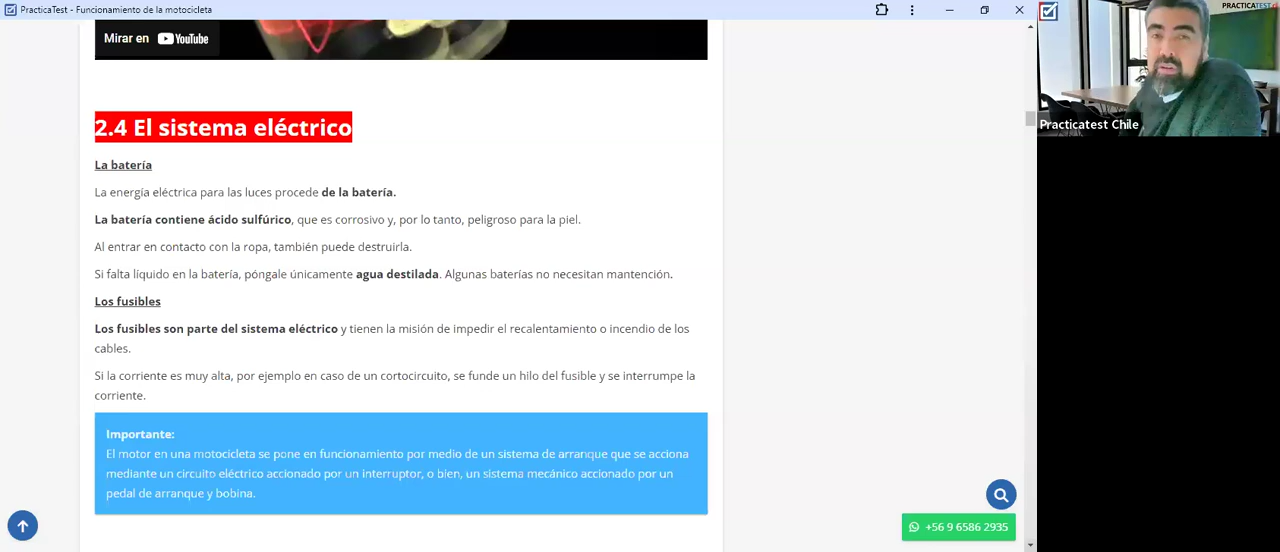 PracticaTest - Funcionamiento de la motocicleta
PRACTICATEST
Mirar en YouTube
2.4 El sistema eléctrico
Practicatest Chile
La batería
La energía eléctrica para las luces procede de la batería.
La batería contiene ácido sulfúrico, que es corrosivo y, por lo tanto, peligroso para la piel.
Al entrar en contacto con la ropa, también puede destruirla.
Si falta líquido en la batería, póngale únicamente agua destilada. Algunas baterías no necesitan mantención.
Los fusibles
Los fusibles son parte del sistema eléctrico y tienen la misión de impedir el recalentamiento o incendio de los
cables.
Si la corriente es muy alta, por ejemplo en caso de un cortocircuito, se funde un hilo del fusible y se interrumpe la
corriente.
Importante:
El motor en una motocicleta se pone en funcionamiento por medio de un sistema de arranque que se acciona
mediante un circuito eléctrico accionado por un interruptor, o bien, un sistema mecánico accionado por un
pedal de arranque y bobina.
+56 9 6586 2935